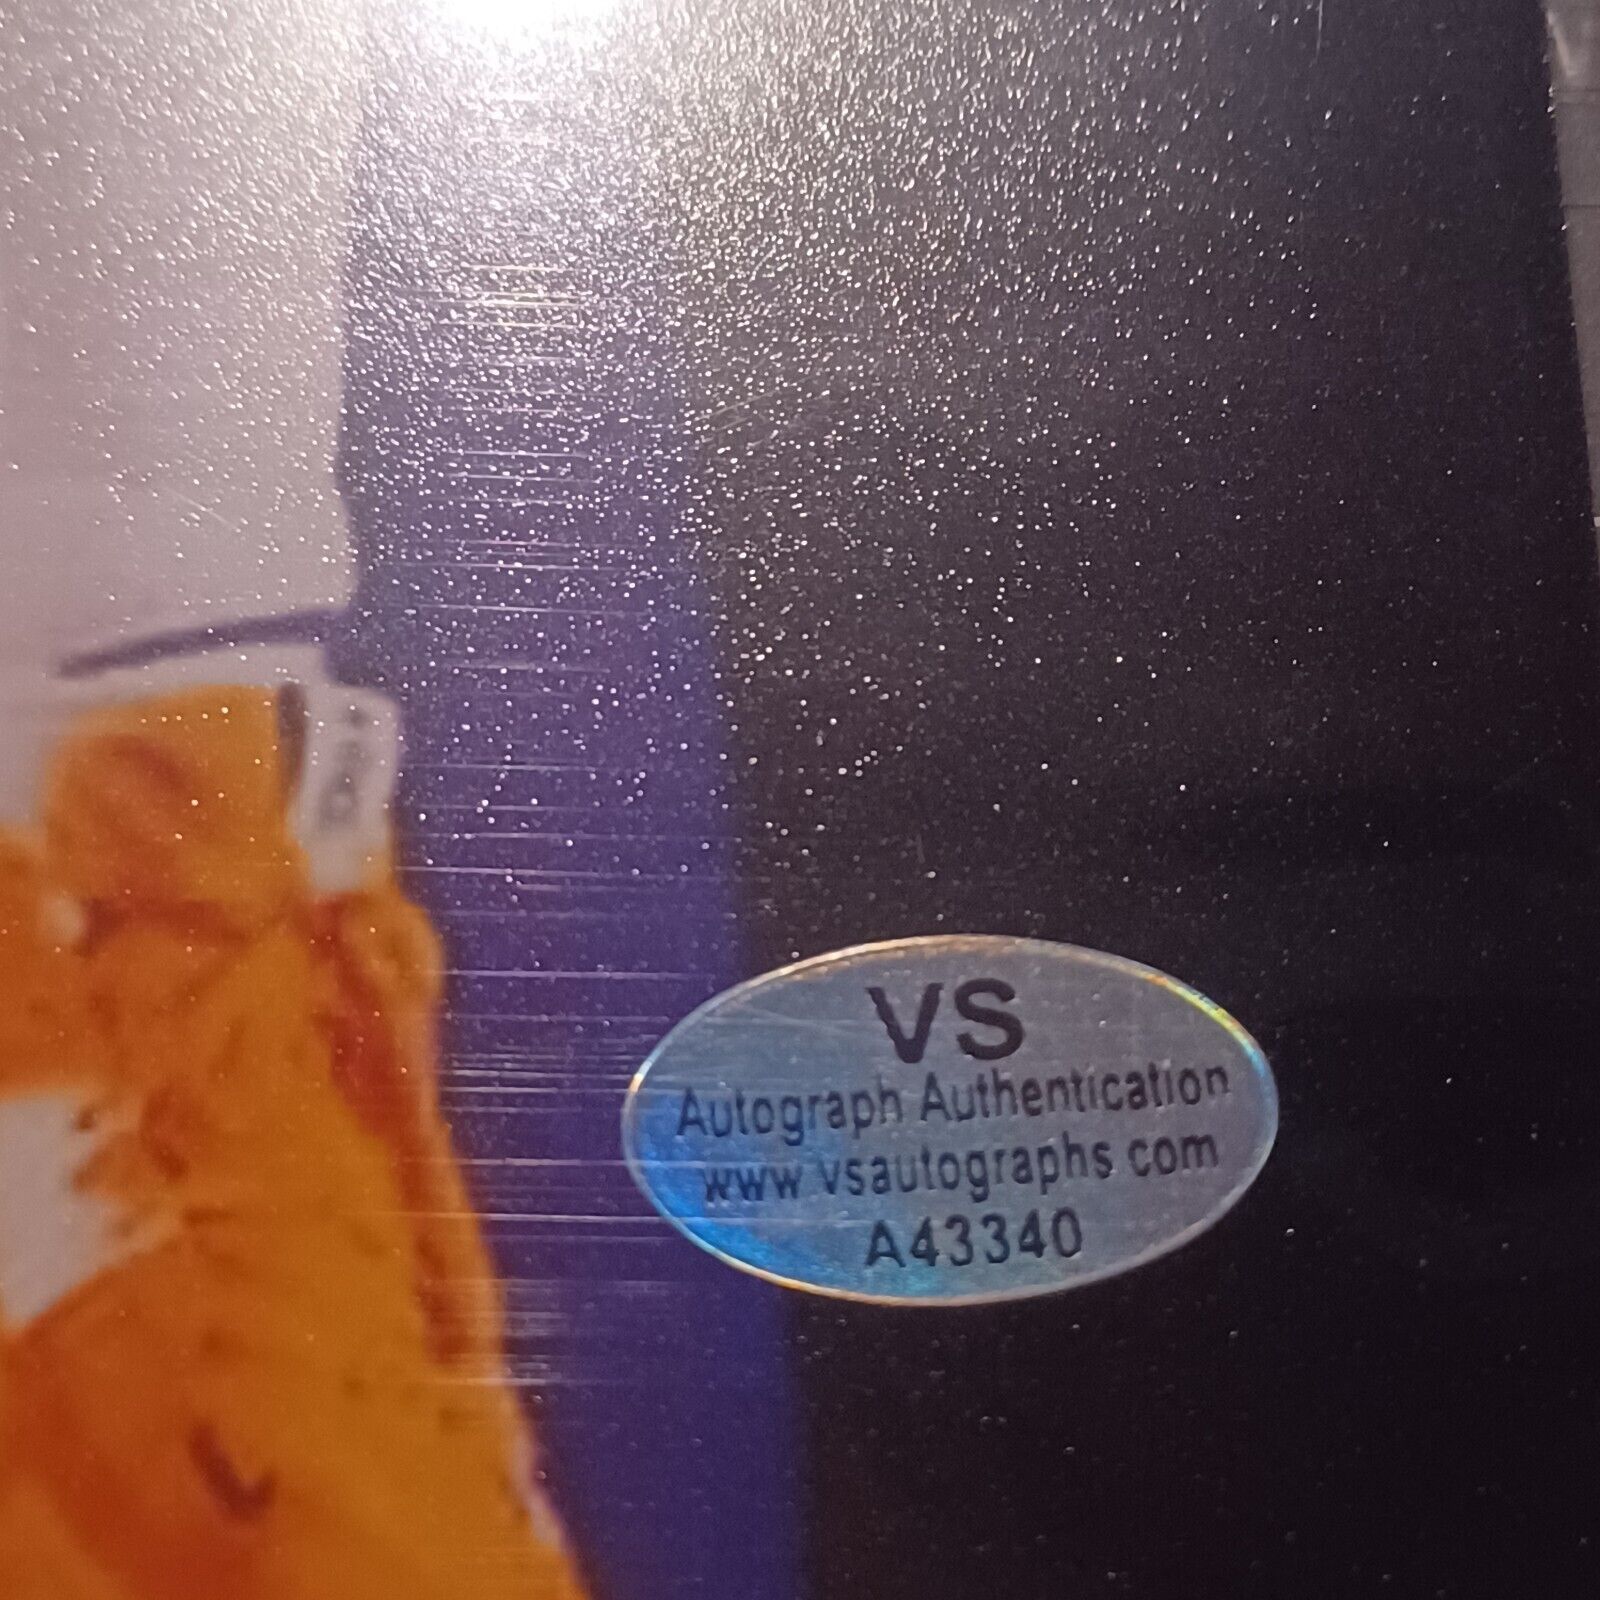 VS
Autograph Authentication
www vsautographs com
A43340